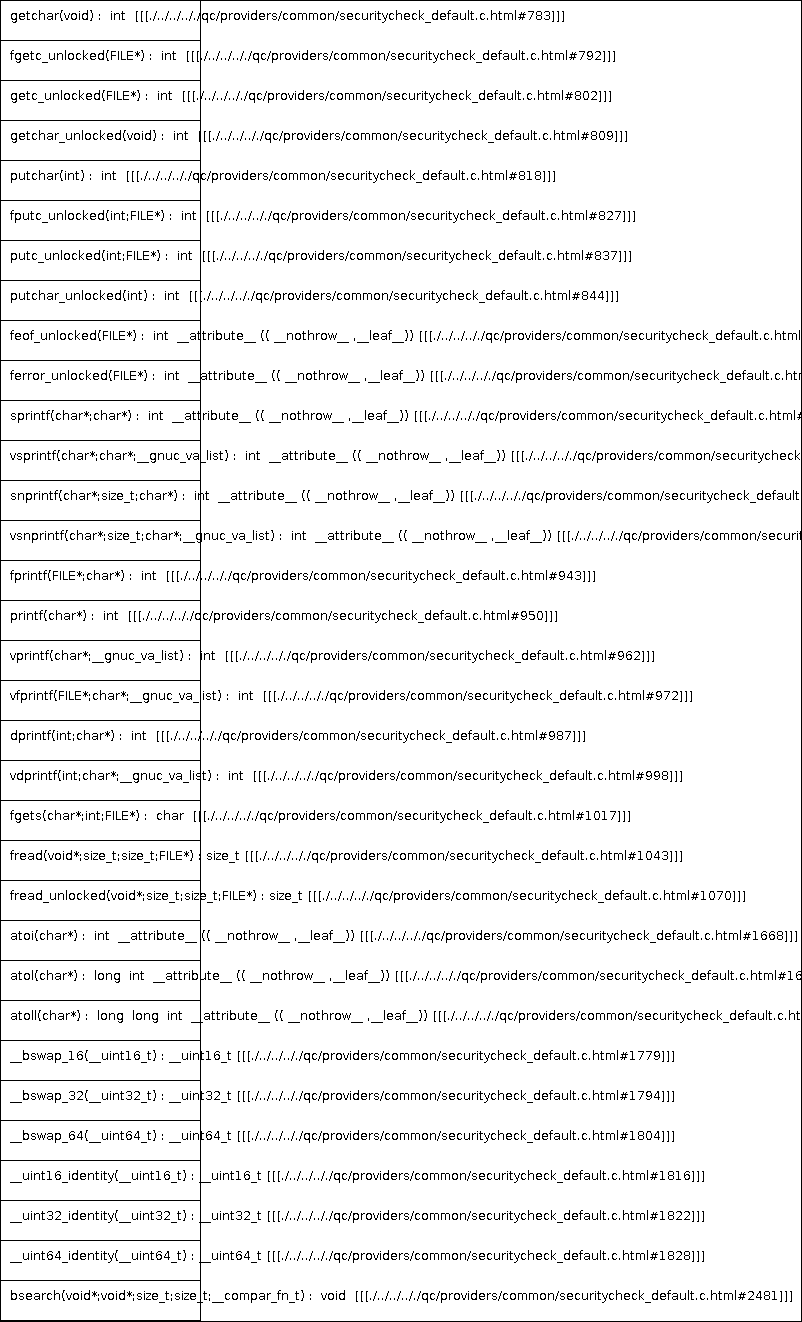 getchar(void) : int [[[./../../../qc/providers/common/securitycheck_default.c.html#783]]]
fgetc_unlocked(FILE*) : int [[[./../../../qc/providers/common/securitycheck_default.c.html#792]]]
getc_unlocked(FILE*) : int [[[./../../../qc/providers/common/securitycheck_default.c.html#802]]]
getchar_unlocked(void) : int [[[./../../../qc/providers/common/securitycheck_default.c.html#809]]]
putchar(int) : int [[[./../../../qc/providers/common/securitycheck_default.c.html#818]]]
fputc_unlocked(int;FILE*) : int [[[./../../../qc/providers/common/securitycheck_default.c.html#827]]]
putc_unlocked(int;FILE*) : int [[[./../../../qc/providers/common/securitycheck_default.c.html#837]]]
putchar_unlocked(int) : int [[[./../../../qc/providers/common/securitycheck_default.c.html#844]]]
feof_unlocked(FILE*) : int __attribute__ (( __nothrow__ ,__leaf__)) [[[./../../../qc/providers/common/securitycheck_default.c.html
ferror_unlocked(FILE*) : int __attribute__ (( __nothrow__ ,__leaf__)) [[[./../../../qc/providers/common/securitycheck_default.c.htm
sprintf(char*;char*) : int __attribute__ (( __nothrow__ ,__leaf__)) [[[./../../../qc/providers/common/securitycheck_default.c.html#
vsprintf(char*;char*;__gnuc_va_list) : int __attribute__ (( __nothrow__ ,__leaf__)) [[[./../../../qc/providers/common/securitycheck
snprintf(char*;size_t;char*) : int __attribute__ (( __nothrow__ ,__leaf__)) [[[./../../../qc/providers/common/securitycheck_default
vsnprintf(char*;size_t;char*;__gnuc_va_list) : int __attribute__ (( __nothrow__ ,__leaf__)) [[[./../../../qc/providers/common/securit
fprintf(FILE*;char*) : int [[[./../../../qc/providers/common/securitycheck_default.c.html#943]]]
printf(char*) : int [[[./../../../qc/providers/common/securitycheck_default.c.html#950]]]
vprintf(char*;__gnuc_va_list) : int [[[./../../../qc/providers/common/securitycheck_default.c.html#962]]]
vfprintf(FILE*;char*;__gnuc_va_list) : int [[[./../../../qc/providers/common/securitycheck_default.c.html#972]]]
dprintf(int;char*) : int [[[./../../../qc/providers/common/securitycheck_default.c.html#987]]]
vdprintf(int;char*;__gnuc_va_list) : int [[[./../../../qc/providers/common/securitycheck_default.c.html#998]]]
fgets(char*;int;FILE*) : char [[[./../../../qc/providers/common/securitycheck_default.c.html#1017]]]
fread(void*;size_t;size_t;FILE*) : size_t [[[./../../../qc/providers/common/securitycheck_default.c.html#1043]]]
fread_unlocked(void*;size_t;size_t;FILE*) : size_t [[[./../../../qc/providers/common/securitycheck_default.c.html#1070]]]
atoi(char*) : int __attribute__ (( __nothrow__ ,__leaf__)) [[[./../../../qc/providers/common/securitycheck_default.c.html#1668]]]
atol(char*) : long int __attribute__ (( __nothrow__ ,__leaf__)) [[[./../../../qc/providers/common/securitycheck_default.c.html#16
atoll(char*) : long long int __attribute__ (( __nothrow__ ,__leaf__)) [[[./../../../qc/providers/common/securitycheck_default.c.ht
__bswap_16(__uint16_t) : __uint16_t [[[./../../../qc/providers/common/securitycheck_default.c.html#1779]]]
__bswap_32(__uint32_t) : __uint32_t [[[./../../../qc/providers/common/securitycheck_default.c.html#1794]]]
__bswap_64(__uint64_t) : __uint64_t [[[./../../../qc/providers/common/securitycheck_default.c.html#1804]]]
__uint16_identity(__uint16_t) : __uint16_t [[[./../../../qc/providers/common/securitycheck_default.c.html#1816]]]
__uint32_identity(__uint32_t) : __uint32_t [[[./../../../qc/providers/common/securitycheck_default.c.html#1822]]]
__uint64_identity(__uint64_t) : __uint64_t [[[./../../../qc/providers/common/securitycheck_default.c.html#1828]]]
bsearch(void*;void*;size_t;size_t;__compar_fn_t) : void [[[./../../../qc/providers/common/securitycheck_default.c.html#2481]]]